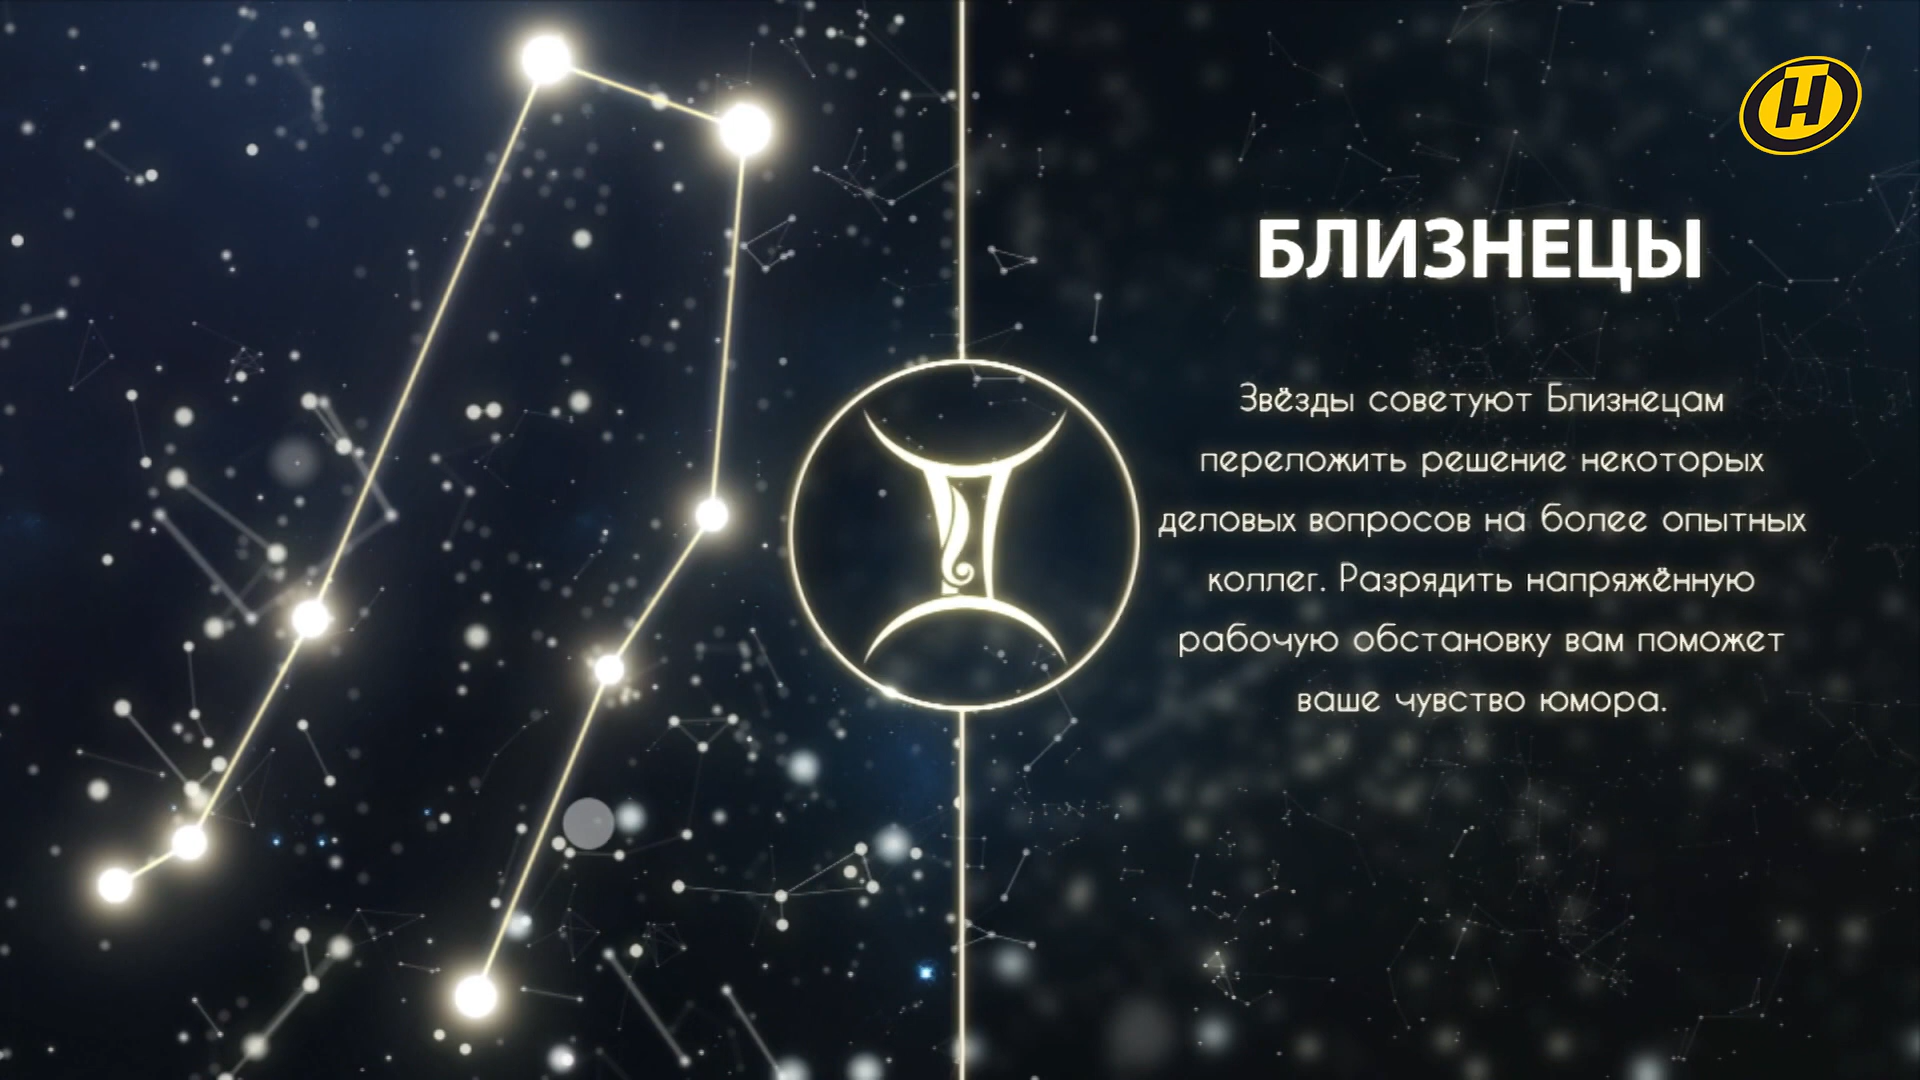 БЛИЗНЕЦЫ
Звёзды советуют Близнецам
переложить решение некоторых
деловых вопросов на более опытных
коллег. Разрядить напряжённую
рабочую обстановку вам поможет
ваше чувство юмора.